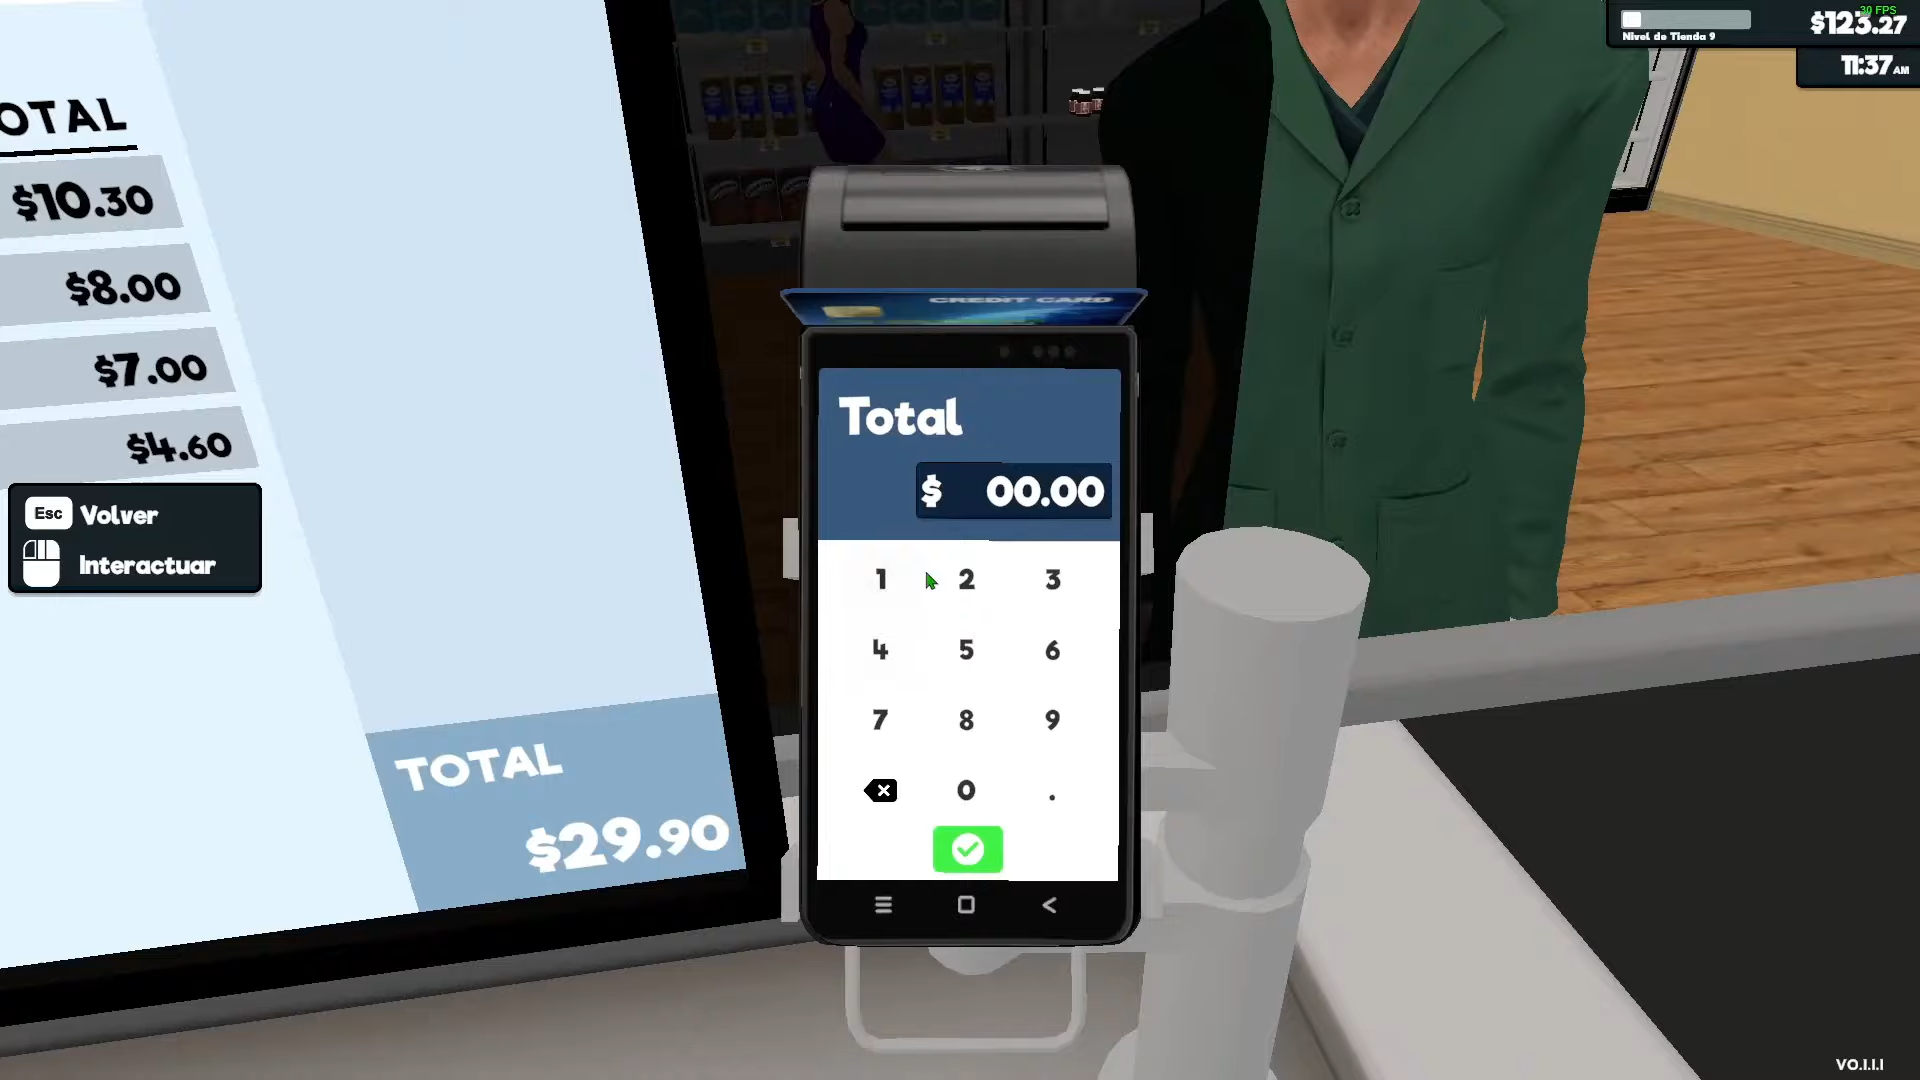 30 FPS
$123.27
Nivel de Tienda 9
11:37 AM
OTAL
$10.30
$8.00
$7.00
$4.60
Esc Volver
Interactuar
TOTAL
$29.90
CREDIT CARD
Total
$ 00.00
1 2 3
4 5 6
7 8 9
0 .
V0.1.1.1